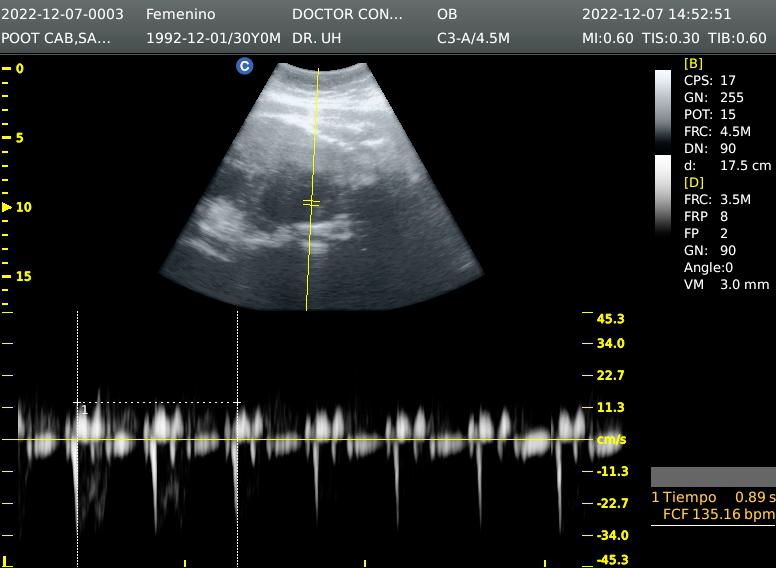 2022-12-07-0003 Femenino DOCTOR CON... OB 2022-12-07 14:52:51
POOT CAB,SA... 1992-12-01/30Y0M DR. UH C3-A/4.5M MI:0.60 TIS:0.30 TIB:0.60
C
0
5
10
15
[B]
CPS: 17
GN: 255
POT: 15
FRC: 4.5M
DN: 90
d: 17.5 cm
[D]
FRC: 3.5M
FRP 8
FP 2
GN: 90
Angle:0
VM 3.0 mm
45.3
34.0
22.7
11.3
cm/s
-11.3
-22.7
-34.0
-45.3
1
1 Tiempo 0.89 s
FCF 135.16 bpm